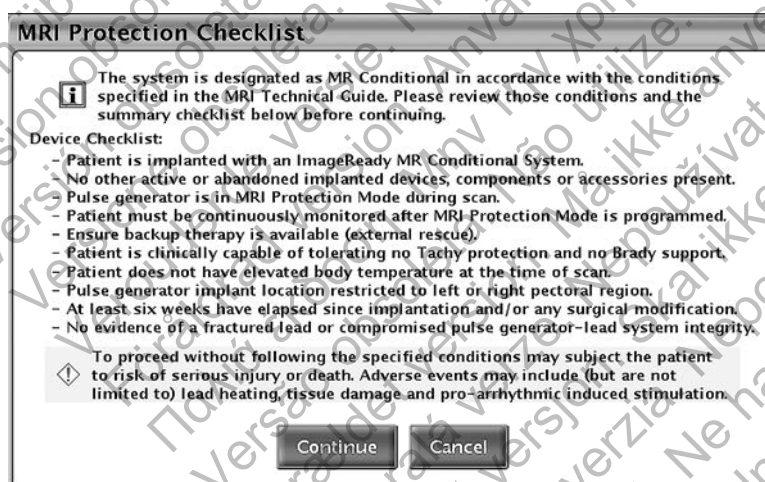 MRI Protection Checklist
The system is designated as MR Conditional in accordance with the conditions
specified in the MRI Technical Guide. Please review those conditions and the
summary checklist below before continuing.
Device Checklist:
- Patient is implanted with an ImageReady MR Conditional System.
- No other active or abandoned implanted devices, components or accessories present.
- Pulse generator is in MRI Protection Mode during scan.
- Patient must be continuously monitored after MRI Protection Mode is programmed.
- Ensure backup therapy is available (external rescue).
- Patient is clinically capable of tolerating no Tachy protection and no Brady support.
- Patient does not have elevated body temperature at the time of scan.
- Pulse generator implant location restricted to left or right pectoral region.
- At least six weeks have elapsed since implantation and/or any surgical modification.
- No evidence of a fractured lead or compromised pulse generator-lead system integrity.
To proceed without following the specified conditions may subject the patient
to risk of serious injury or death. Adverse events may include (but are not
limited to) lead heating, tissue damage and pro-arrhythmic induced stimulation.
Continue
Cancel